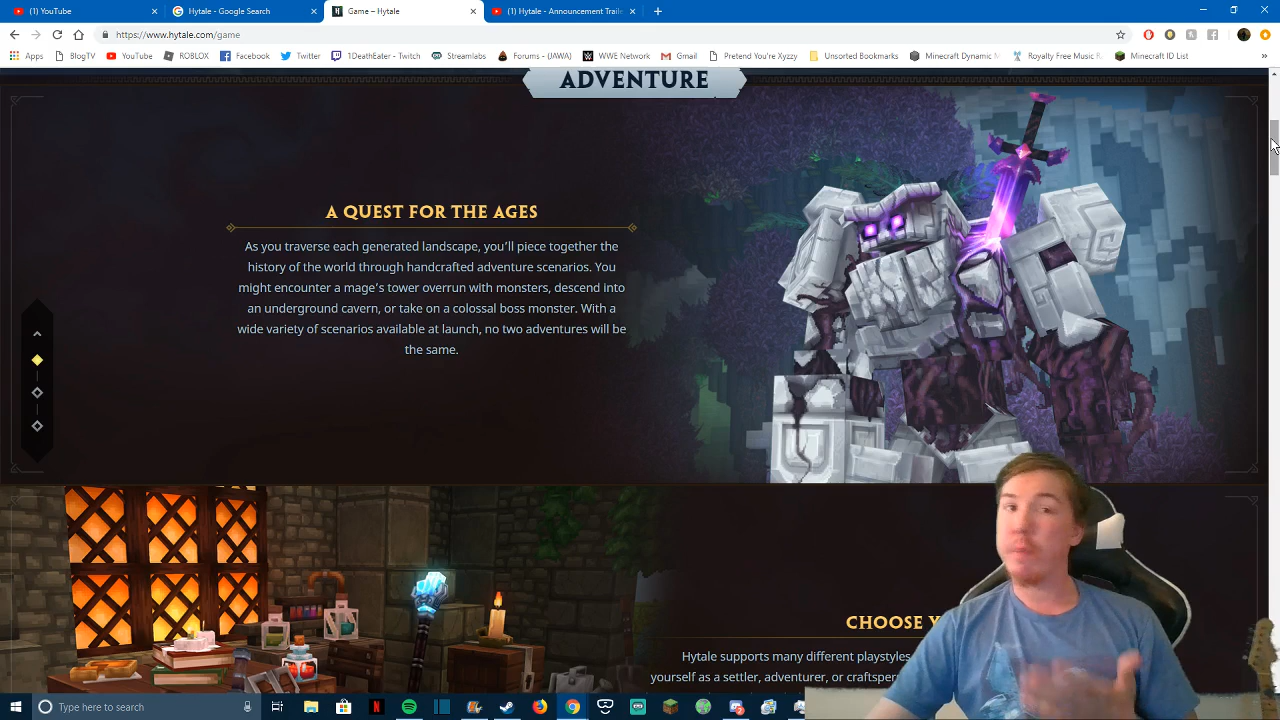 (1) YouTube
Hytale - Google Search
Game – Hytale
(1) Hytale - Announcement Traile
https://www.hytale.com/game
Apps
BlogTV
YouTube
ROBLOX
Facebook
Twitter
1DeathEater - Twitch
Streamlabs
Forums - (JAWA)
WWE Network
Gmail
Pretend You're Xyzzy
Unsorted Bookmarks
Minecraft Dynamic M
Royalty Free Music
Minecraft ID List
ADVENTURE
A QUEST FOR THE AGES
As you traverse each generated landscape, you'll piece together the
history of the world through handcrafted adventure scenarios. You
might encounter a mage's tower overrun with monsters, descend into
an underground cavern, or take on a colossal boss monster. With a
wide variety of scenarios available at launch, no two adventures will be
the same.
CHOOSE Y
Hytale supports many different playstyles
yourself as a settler, adventurer, or craftspers
Type here to search